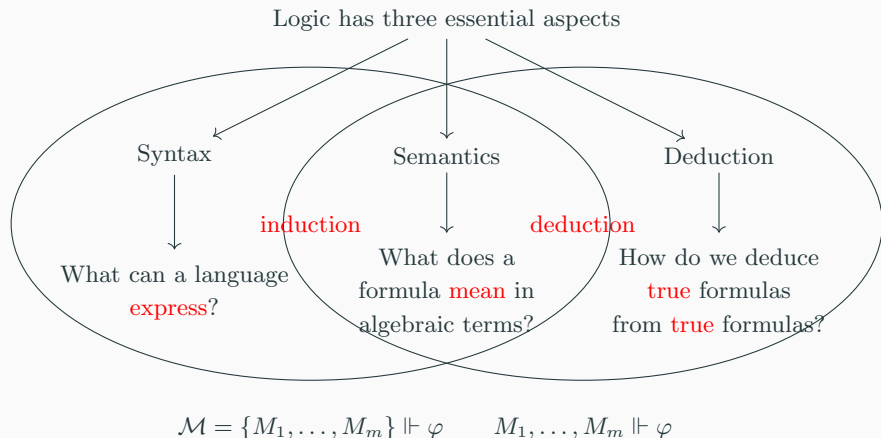 Logic has three essential aspects
Syntax
Semantics
Deduction
induction
deduction
What can a language
express?
What does a
formula mean in
algebraic terms?
How do we deduce
true formulas
from true formulas?
ℳ = {M₁, . . . , Mₘ} ⊩ φ
M₁, . . . , Mₘ ⊩ φ